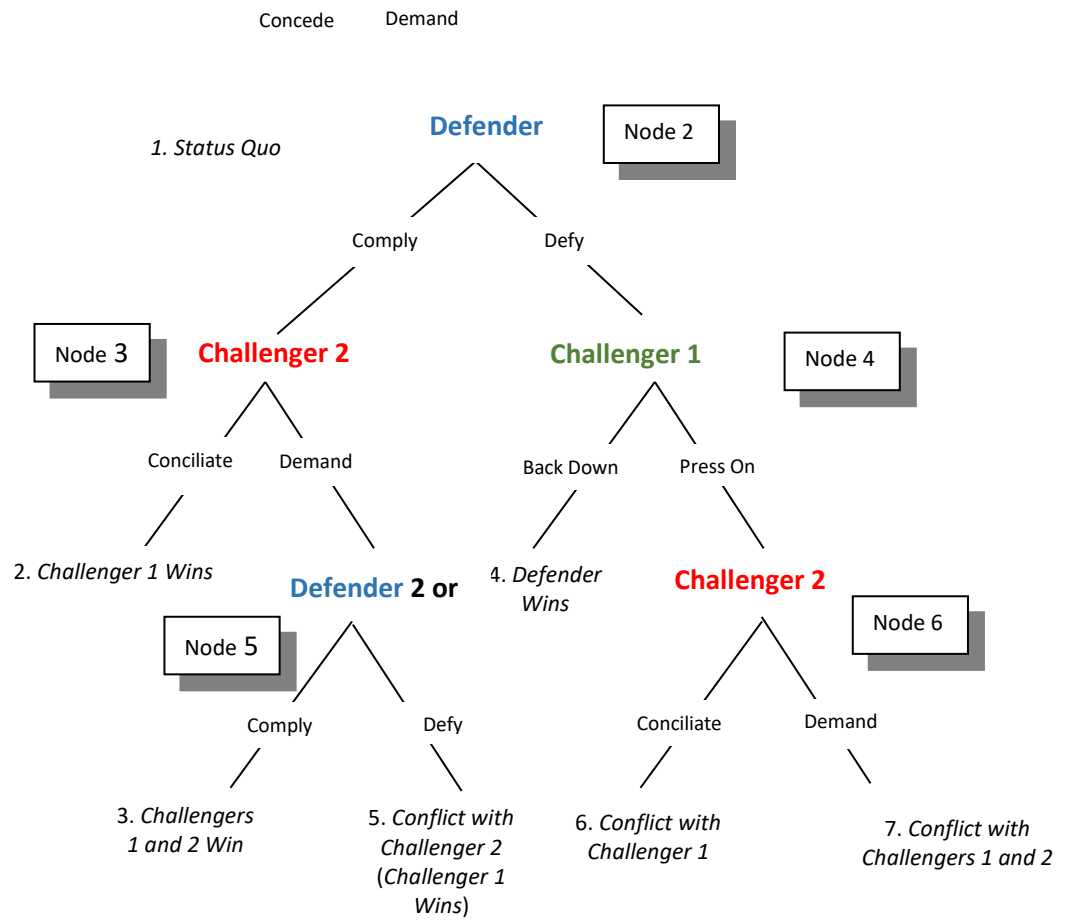 Concede Demand
Defender
Node 2
1. Status Quo
Comply Defy
Node 3
Challenger 2
Challenger 1
Node 4
Conciliate Demand
Back Down Press On
2. Challenger 1 Wins
Defender 2 or
4. Defender
Wins
Challenger 2
Node 5
Node 6
Comply Defy
Conciliate Demand
3. Challengers
1 and 2 Win
5. Conflict with
Challenger 2
(Challenger 1
Wins)
6. Conflict with
Challenger 1
7. Conflict with
Challengers 1 and 2